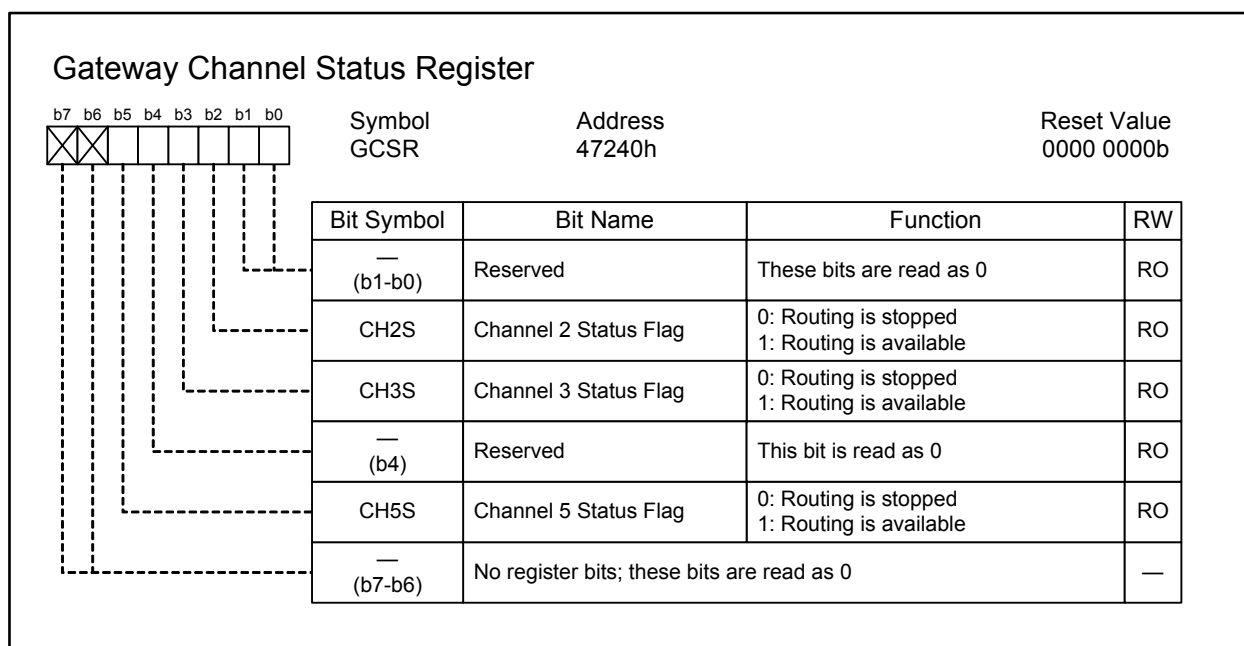 Gateway Channel Status Register
b7 b6 b5 b4 b3 b2 b1 b0
Symbol Address Reset Value
GCSR 47240h 0000 0000b
Bit Symbol Bit Name Function RW
—
(b1-b0) Reserved These bits are read as 0 RO
CH2S Channel 2 Status Flag 0: Routing is stopped
1: Routing is available RO
CH3S Channel 3 Status Flag 0: Routing is stopped
1: Routing is available RO
—
(b4) Reserved This bit is read as 0 RO
CH5S Channel 5 Status Flag 0: Routing is stopped
1: Routing is available RO
—
(b7-b6) No register bits; these bits are read as 0 —